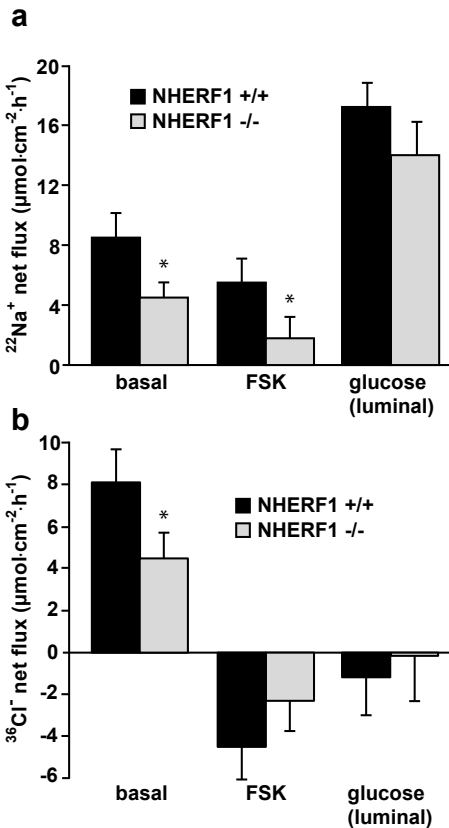 a
²²Na⁺ net flux (µmol·cm⁻²·h⁻¹)
20
16
12
8
4
0
NHERF1 +/+
NHERF1 -/-
*
*
basal FSK glucose
(luminal)
b
³⁶Cl⁻ net flux (µmol·cm⁻²·h⁻¹)
10
8
6
4
2
0
-2
-4
-6
NHERF1 +/+
NHERF1 -/-
*
basal FSK glucose
(luminal)